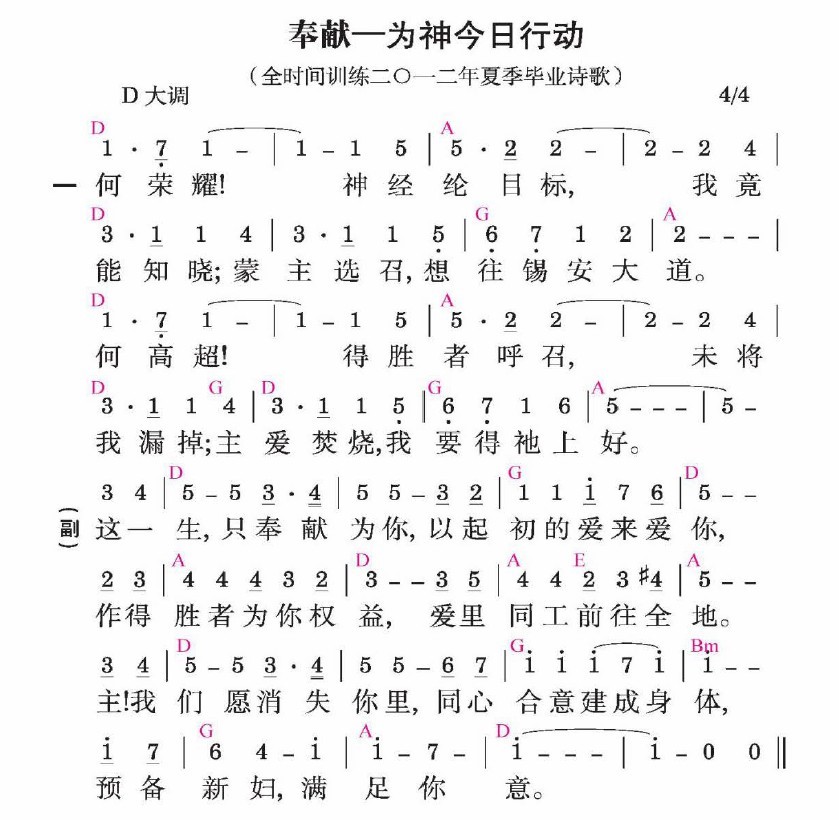 奉献—为神今日行动
（全时间训练二○一二年夏季毕业诗歌）
D 大调 4/4
D A
1 · 7 1 - | 1 - 1 5 | 5 · 2 2 - | 2 - 2 4 |
一 何荣耀! 神经纶目标, 我竟
D G A
3 · 1 1 4 | 3 · 1 1 5 | 6 7 1 2 | 2 - - - |
能知晓; 蒙主选召, 想往锡安大道。
D A
1 · 7 1 - | 1 - 1 5 | 5 · 2 2 - | 2 - 2 4 |
何高超! 得胜者呼召, 未将
D G D G A
3 · 1 1 4 | 3 · 1 1 5 || 6 7 1 6 | 5 - - - | 5 -
我漏掉; 主爱焚烧, 我要得祂上好。
D G D
3 4 | 5 - 5 3 · 4 | 5 5 - 3 2 | 1 1 i 7 6 | 5 - -
(副) 这一生, 只奉献为你, 以起初的爱来爱你,
A D A E A
2 3 | 4 4 4 3 2 | 3 - - 3 5 | 4 4 2 3 #4 | 5 - -
作得胜者为你权益, 爱里同工前往全地。
D G Bm
3 4 | 5 - 5 3 · 4 | 5 5 - 6 7 | i i i 7 i | i - -
主!我们愿消失你里, 同心合意建成身体,
G A D
i 7 | 6 4 - i | i - 7 - | i - - - | i - 0 0 ||
预备新妇, 满足你意。